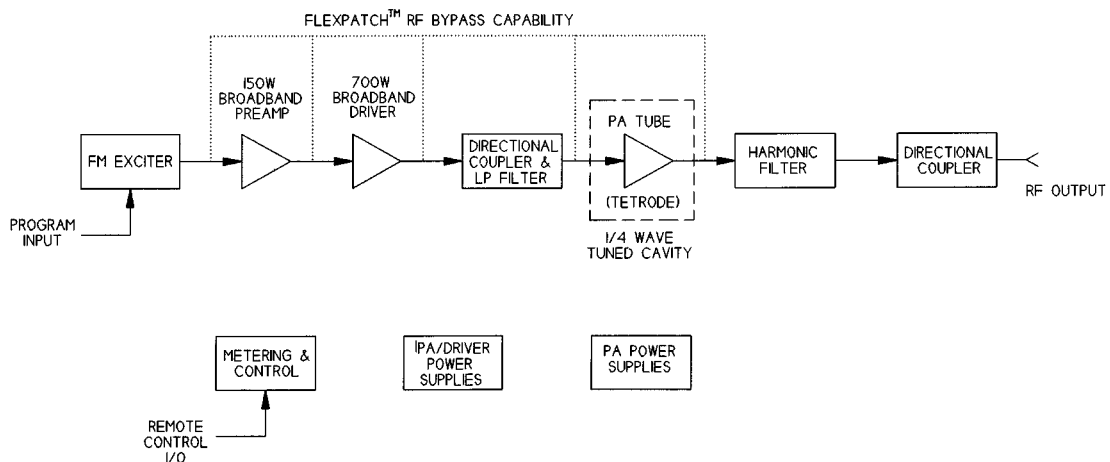 FLEXPATCH™ RF BYPASS CAPABILITY
150W
BROADBAND
PREAMP
700W
BROADBAND
DRIVER
PA TUBE
FM EXCITER
DIRECTIONAL
COUPLER &
LP FILTER
HARMONIC
FILTER
DIRECTIONAL
COUPLER
RF OUTPUT
(TETRODE)
PROGRAM
INPUT
1/4 WAVE
TUNED CAVITY
METERING &
CONTROL
IPA/DRIVER
POWER
SUPPLIES
PA POWER
SUPPLIES
REMOTE
CONTROL
I/O